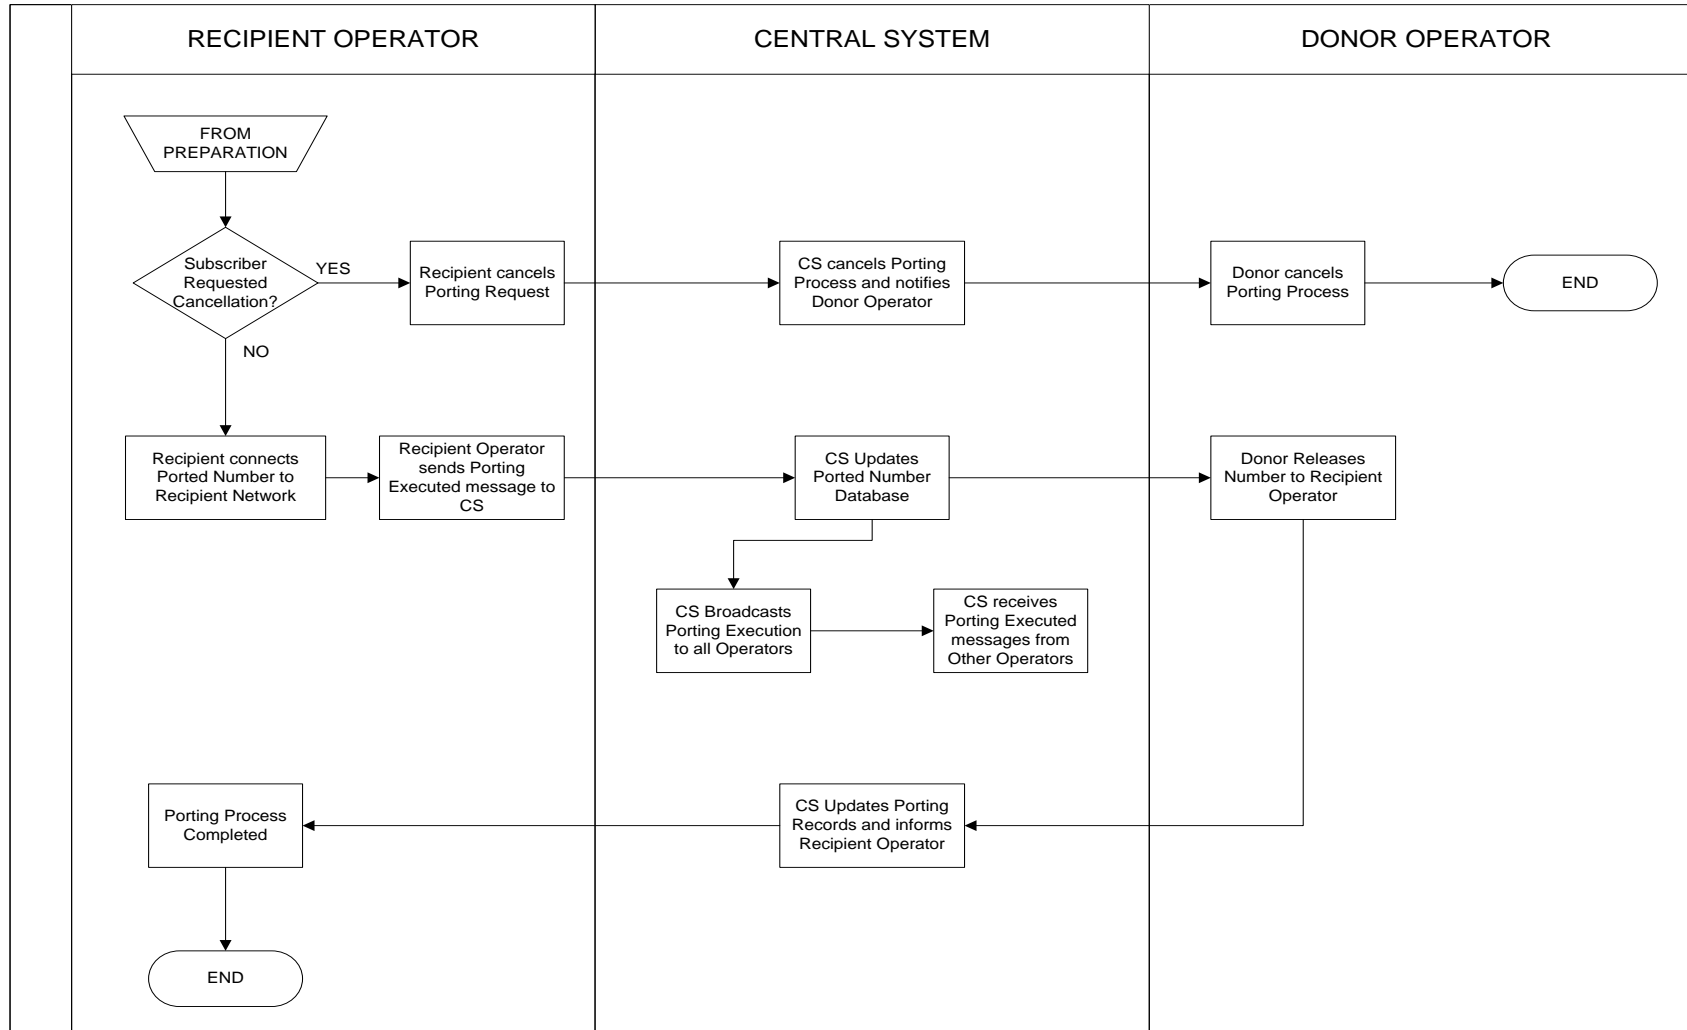 RECIPIENT OPERATOR
CENTRAL SYSTEM
DONOR OPERATOR
FROM
PREPARATION
Subscriber
Requested
Cancellation?
YES
NO
Recipient cancels
Porting Request
CS cancels Porting
Process and notifies
Donor Operator
Donor cancels
Porting Process
END
Recipient connects
Ported Number to
Recipient Network
Recipient Operator
sends Porting
Executed message to
CS
CS Updates
Ported Number
Database
Donor Releases
Number to Recipient
Operator
CS Broadcasts
Porting Execution
to all Operators
CS receives
Porting Executed
messages from
Other Operators
Porting Process
Completed
CS Updates Porting
Records and informs
Recipient Operator
END